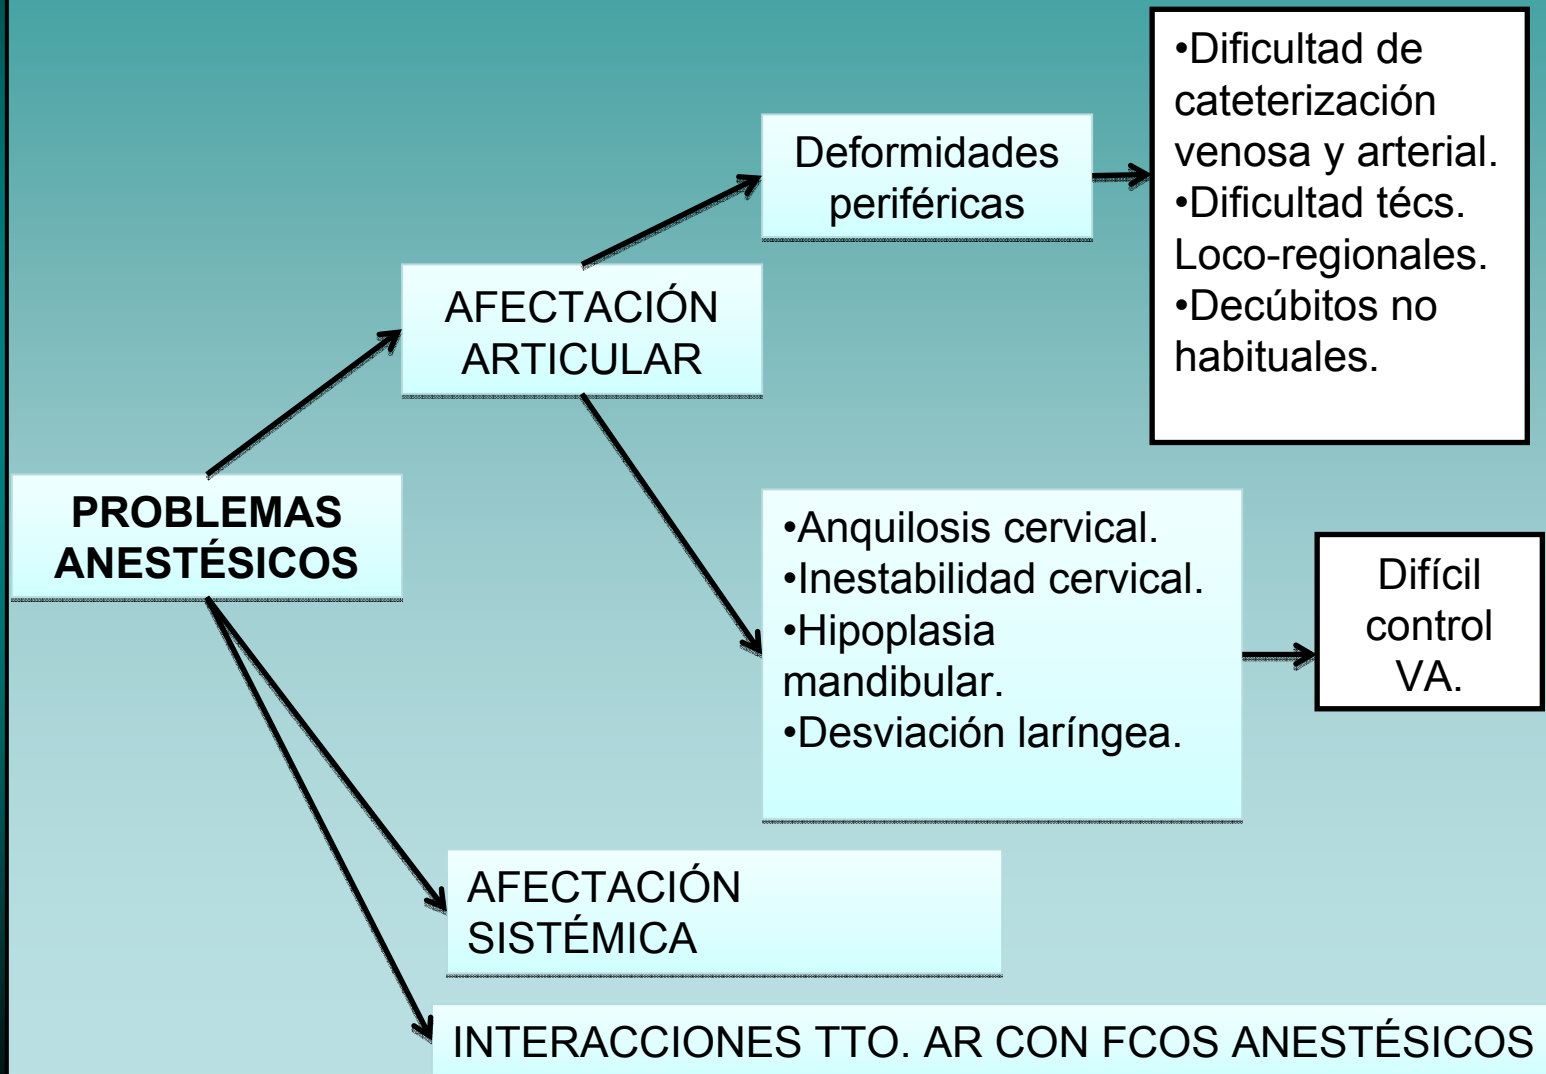 PROBLEMAS
ANESTÉSICOS
AFECTACIÓN
ARTICULAR
Deformidades
periféricas
•Dificultad de
cateterización
venosa y arterial.
•Dificultad técs.
Loco-regionales.
•Decúbitos no
habituales.
•Anquilosis cervical.
•Inestabilidad cervical.
•Hipoplasia
mandibular.
•Desviación laríngea.
Difícil
control
VA.
AFECTACIÓN
SISTÉMICA
INTERACCIONES TTO. AR CON FCOS ANESTÉSICOS